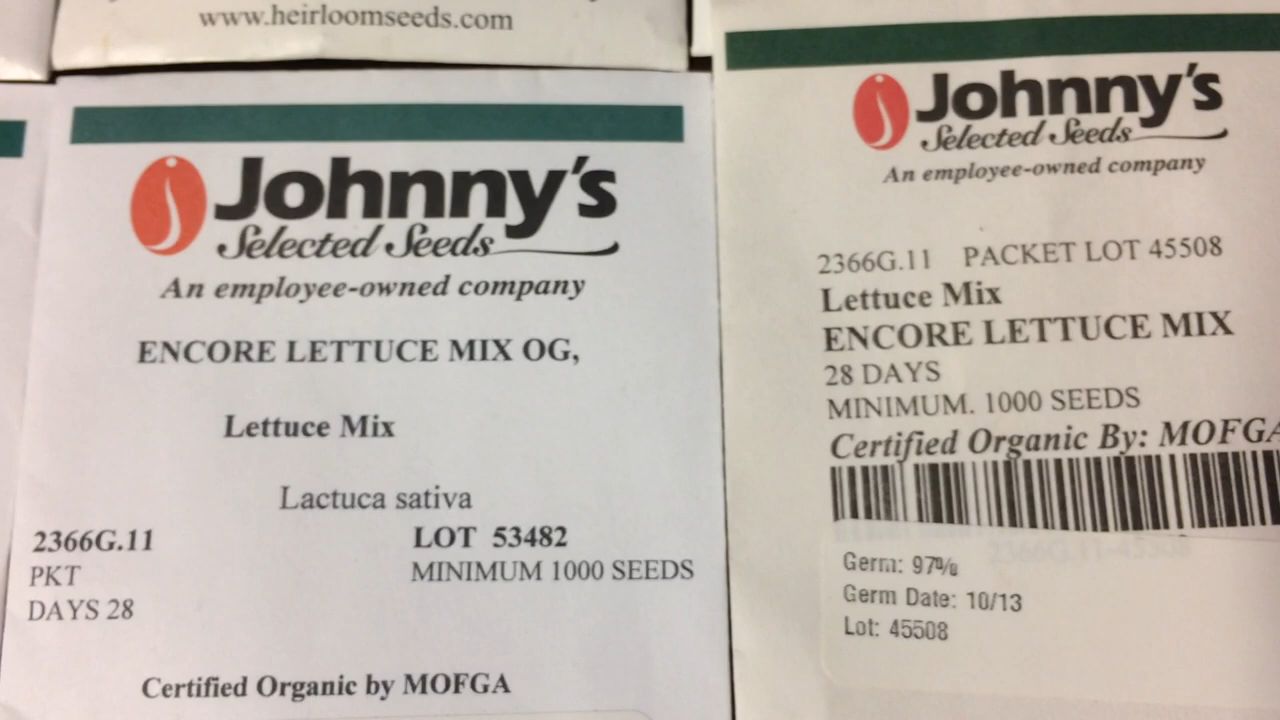 www.heirloomseeds.com
Johnny's
Selected Seeds
An employee-owned company
ENCORE LETTUCE MIX OG,
Lettuce Mix
Lactuca sativa
2366G.11 LOT 53482
PKT MINIMUM 1000 SEEDS
DAYS 28
Certified Organic by MOFGA
Johnny's
Selected Seeds
An employee-owned company
2366G.11 PACKET LOT 45508
Lettuce Mix
ENCORE LETTUCE MIX
28 DAYS
MINIMUM. 1000 SEEDS
Certified Organic By: MOFGA
2366G.11-45508
Germ: 97%
Germ Date: 10/13
Lot: 45508